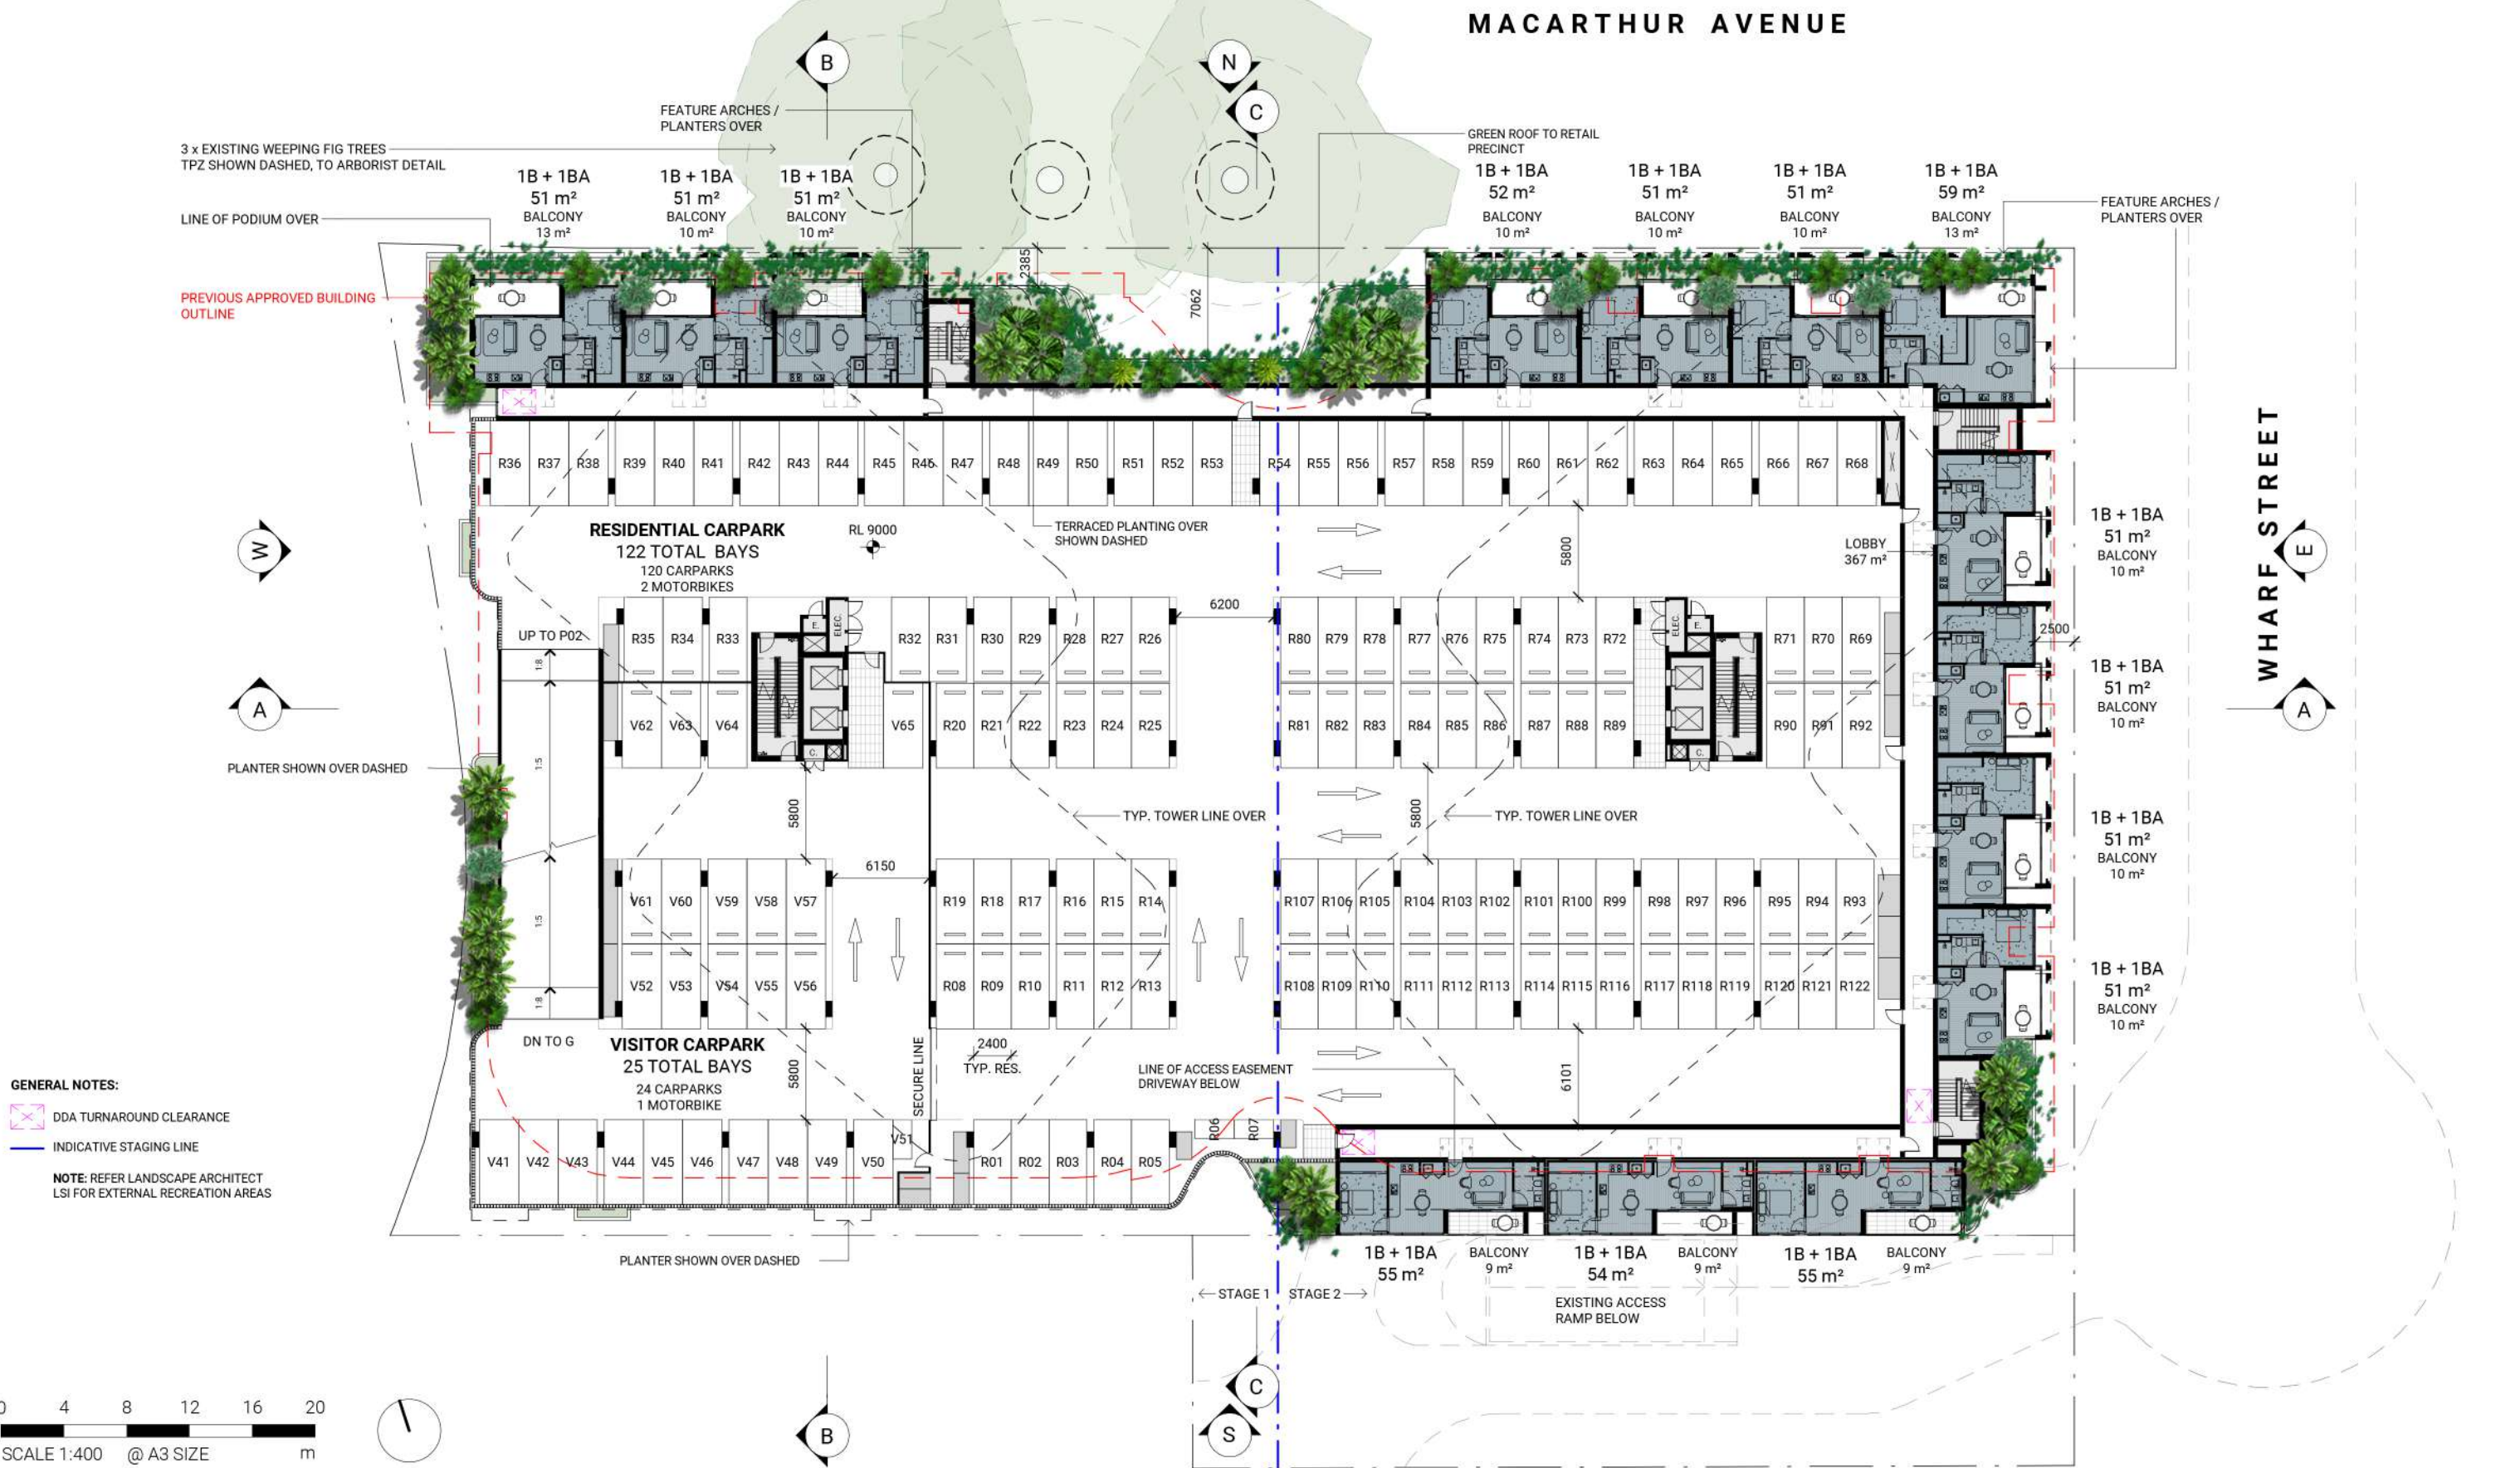 MACARTHUR AVENUE
B
N
C
FEATURE ARCHES /
PLANTERS OVER
GREEN ROOF TO RETAIL
PRECINCT
3 x EXISTING WEEPING FIG TREES
TPZ SHOWN DASHED, TO ARBORIST DETAIL
1B + 1BA
51 m²
BALCONY
13 m²
1B + 1BA
51 m²
BALCONY
10 m²
1B + 1BA
51 m²
BALCONY
10 m²
1B + 1BA
52 m²
BALCONY
10 m²
1B + 1BA
51 m²
BALCONY
10 m²
1B + 1BA
51 m²
BALCONY
10 m²
1B + 1BA
59 m²
BALCONY
13 m²
FEATURE ARCHES /
PLANTERS OVER
LINE OF PODIUM OVER
PREVIOUS APPROVED BUILDING
OUTLINE
2385
7062
R36 R37 R38 R39 R40 R41 R42 R43 R44 R45 R46 R47 R48 R49 R50 R51 R52 R53 R54 R55 R56 R57 R58 R59 R60 R61 R62 R63 R64 R65 R66 R67 R68
WHARF STREET
RESIDENTIAL CARPARK
122 TOTAL BAYS
120 CARPARKS
2 MOTORBIKES
RL 9000
TERRACED PLANTING OVER
SHOWN DASHED
5800
LOBBY
367 m²
1B + 1BA
51 m²
BALCONY
10 m²
W
E
6200
UP TO P02
1:8
R35 R34 R33
E.
ELEC.
R32 R31 R30 R29 R28 R27 R26
R80 R79 R78 R77 R76 R75 R74 R73 R72
ELEC.
E.
R71 R70 R69
2500
1B + 1BA
51 m²
BALCONY
10 m²
A
A
V62 V63 V64
C.
V65 R20 R21 R22 R23 R24 R25
R81 R82 R83 R84 R85 R86 R87 R88 R89
C.
R90 R91 R92
PLANTER SHOWN OVER DASHED
1:5
5800
TYP. TOWER LINE OVER
5800
TYP. TOWER LINE OVER
1B + 1BA
51 m²
BALCONY
10 m²
6150
1:5
V61 V60 V59 V58 V57
R19 R18 R17 R16 R15 R14
R107 R106 R105 R104 R103 R102 R101 R100 R99 R98 R97 R96 R95 R94 R93
1:8
V52 V53 V54 V55 V56
R08 R09 R10 R11 R12 R13
R108 R109 R110 R111 R112 R113 R114 R115 R116 R117 R118 R119 R120 R121 R122
1B + 1BA
51 m²
BALCONY
10 m²
DN TO G
VISITOR CARPARK
25 TOTAL BAYS
24 CARPARKS
1 MOTORBIKE
5800
SECURE LINE
2400
TYP. RES.
LINE OF ACCESS EASEMENT
DRIVEWAY BELOW
6101
GENERAL NOTES:
DDA TURNAROUND CLEARANCE
INDICATIVE STAGING LINE
NOTE: REFER LANDSCAPE ARCHITECT
LSI FOR EXTERNAL RECREATION AREAS
V41 V42 V43 V44 V45 V46 V47 V48 V49 V50 V51
R01 R02 R03 R04 R05 R06 R07
PLANTER SHOWN OVER DASHED
1B + 1BA
55 m²
BALCONY
9 m²
1B + 1BA
54 m²
BALCONY
9 m²
1B + 1BA
55 m²
BALCONY
9 m²
STAGE 1
STAGE 2
EXISTING ACCESS
RAMP BELOW
C
B
S
0 4 8 12 16 20
SCALE 1:400 @ A3 SIZE m